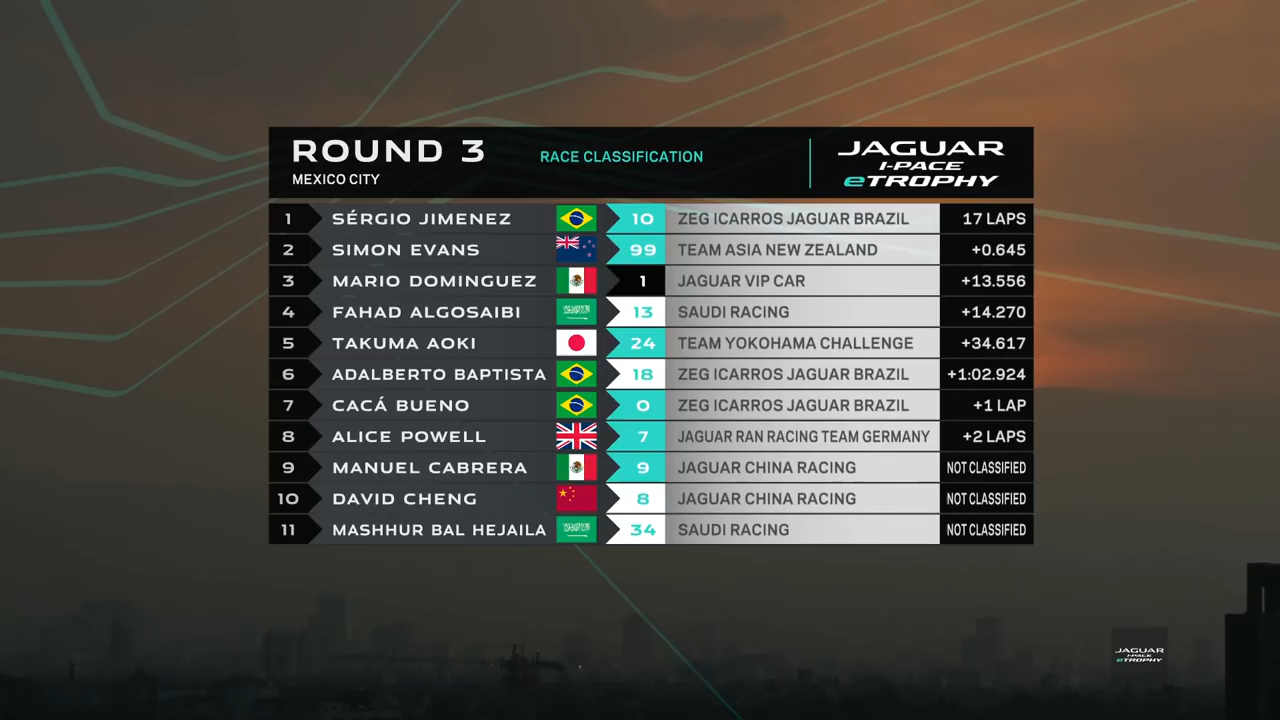 ROUND 3
MEXICO CITY
RACE CLASSIFICATION
JAGUAR
I-PACE
eTROPHY
1 SÉRGIO JIMENEZ 10 ZEG ICARROS JAGUAR BRAZIL 17 LAPS
2 SIMON EVANS 99 TEAM ASIA NEW ZEALAND +0.645
3 MARIO DOMINGUEZ 1 JAGUAR VIP CAR +13.556
4 FAHAD ALGOSAIBI 13 SAUDI RACING +14.270
5 TAKUMA AOKI 24 TEAM YOKOHAMA CHALLENGE +34.617
6 ADALBERTO BAPTISTA 18 ZEG ICARROS JAGUAR BRAZIL +1:02.924
7 CACÁ BUENO 0 ZEG ICARROS JAGUAR BRAZIL +1 LAP
8 ALICE POWELL 7 JAGUAR RAN RACING TEAM GERMANY +2 LAPS
9 MANUEL CABRERA 9 JAGUAR CHINA RACING NOT CLASSIFIED
10 DAVID CHENG 8 JAGUAR CHINA RACING NOT CLASSIFIED
11 MASHHUR BAL HEJAILA 34 SAUDI RACING NOT CLASSIFIED
JAGUAR
I-PACE
eTROPHY